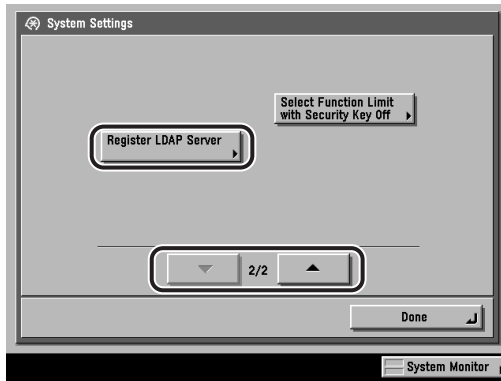 System Settings
Select Function Limit
with Security Key Off
Register LDAP Server
2/2
Done
System Monitor